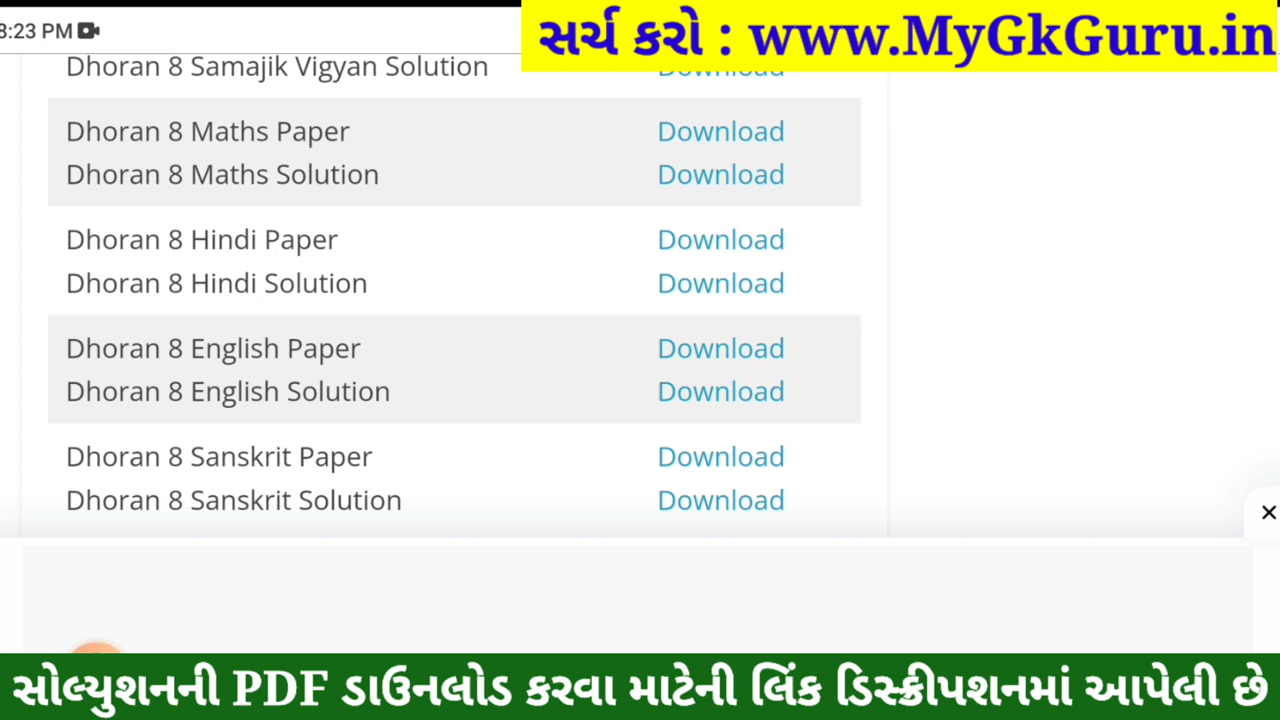 8:23 PM
સર્ચ કરો : www.MyGkGuru.in
Dhoran 8 Samajik Vigyan Solution Download
Dhoran 8 Maths Paper Download
Dhoran 8 Maths Solution Download
Dhoran 8 Hindi Paper Download
Dhoran 8 Hindi Solution Download
Dhoran 8 English Paper Download
Dhoran 8 English Solution Download
Dhoran 8 Sanskrit Paper Download
Dhoran 8 Sanskrit Solution Download
સોલ્યુશનની PDF ડાઉનલોડ કરવા માટેની લિંક ડિસ્ક્રીપશનમાં આપેલી છે